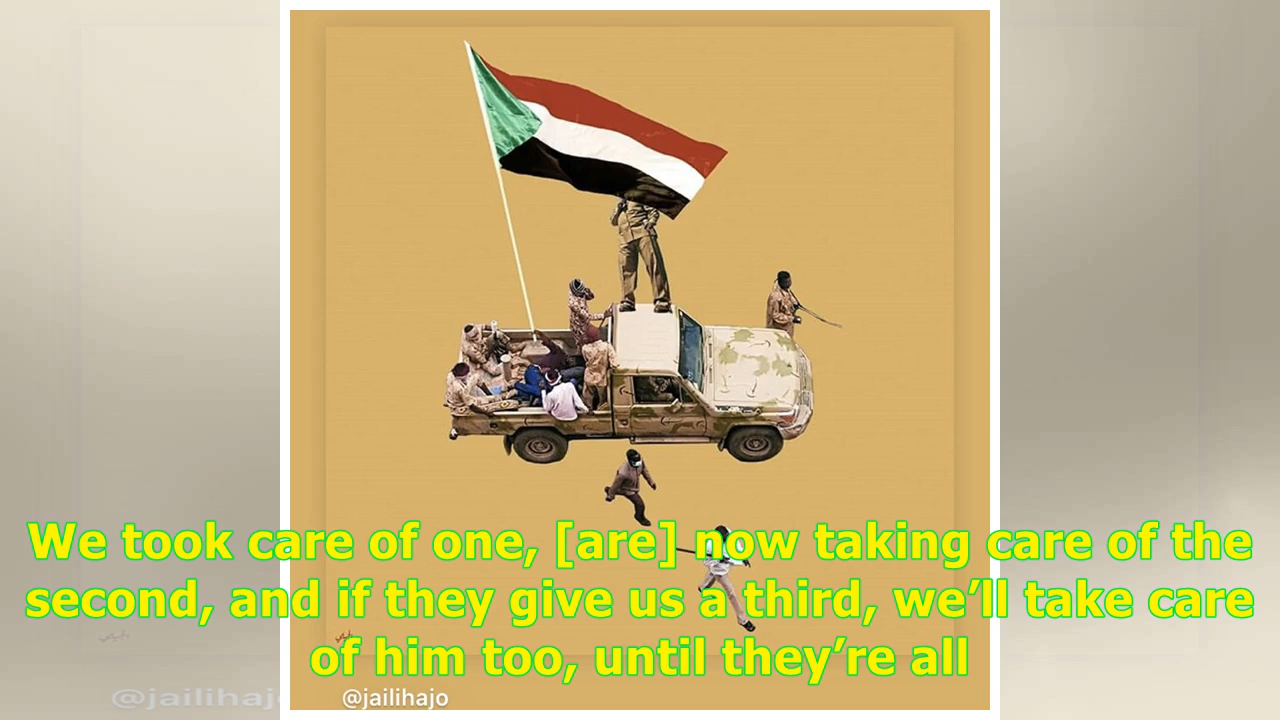 We took care of one, [are] now taking care of the
second, and if they give us a third, we’ll take care
of him too, until they’re all
@jailihajo
@jailihajo